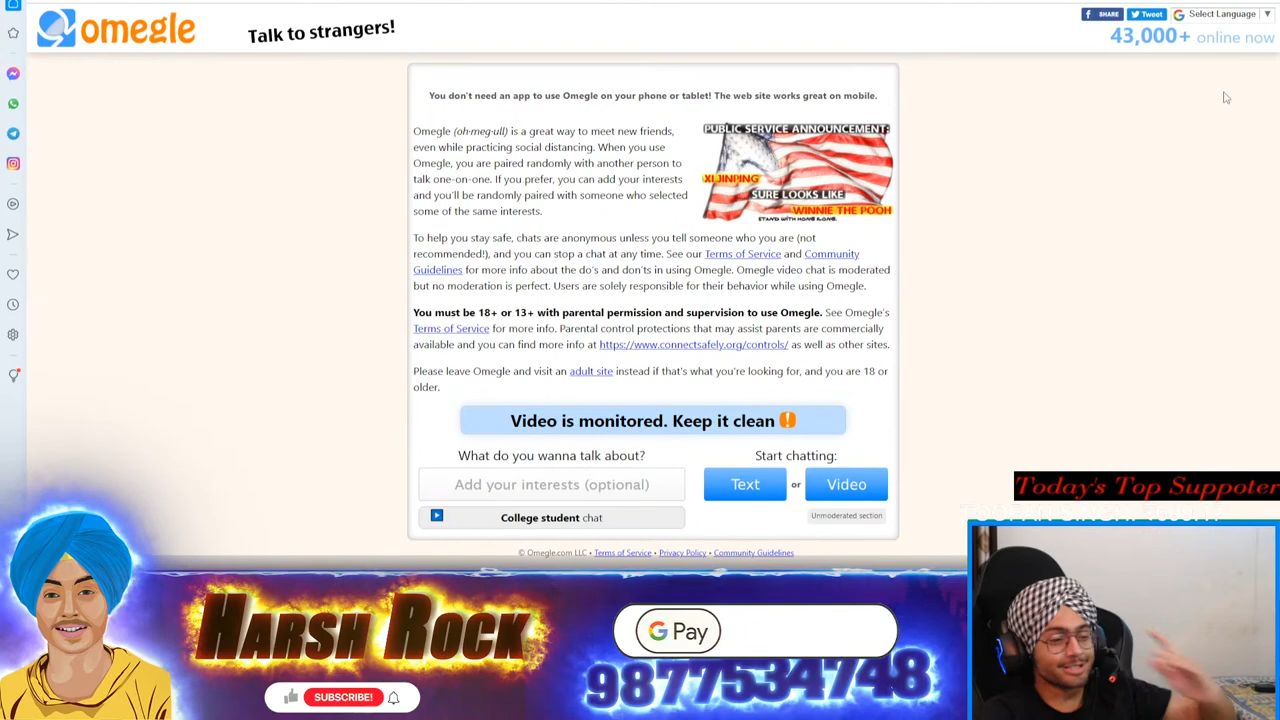 omegle
Talk to strangers!
SHARE
Tweet
G Select Language ▼
43,000+ online now
You don't need an app to use Omegle on your phone or tablet! The web site works great on mobile.
Omegle (oh·meg·ull) is a great way to meet new friends,
even while practicing social distancing. When you use
Omegle, you are paired randomly with another person to
talk one-on-one. If you prefer, you can add your interests
and you'll be randomly paired with someone who selected
some of the same interests.
PUBLIC SERVICE ANNOUNCEMENT:
XI JINPING
SURE LOOKS LIKE
WINNIE THE POOH
STAND WITH HONG KONG.
To help you stay safe, chats are anonymous unless you tell someone who you are (not
recommended!), and you can stop a chat at any time. See our Terms of Service and Community
Guidelines for more info about the do's and don'ts in using Omegle. Omegle video chat is moderated
but no moderation is perfect. Users are solely responsible for their behavior while using Omegle.
You must be 18+ or 13+ with parental permission and supervision to use Omegle. See Omegle's
Terms of Service for more info. Parental control protections that may assist parents are commercially
available and you can find more info at https://www.connectsafely.org/controls/ as well as other sites.
Please leave Omegle and visit an adult site instead if that's what you're looking for, and you are 18 or
older.
Video is monitored. Keep it clean !
What do you wanna talk about?
Start chatting:
Add your interests (optional)
Text or Video
College student chat
Unmoderated section
© Omegle.com LLC • Terms of Service • Privacy Policy • Community Guidelines
Today's Top Suppoter
HARSH ROCK
G Pay
9877534748
SUBSCRIBE!